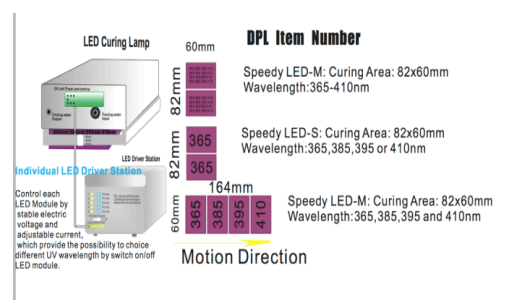 LED Curing Lamp
60mm
DPL Item Number
82mm
Speedy LED-M: Curing Area: 82x60mm
Wavelength:365-410nm
82mm
365
365
Speedy LED-S: Curing Area: 82x60mm
Wavelength:365,385,395 or 410nm
LED Driver Station
Individual LED Driver Station
Control each
LED Module by
stable electric
voltage and
adjustable current,
which provide the possibility to choice
different UV wavelength by switch on/off
LED module.
164mm
60mm
365
385
395
410
Speedy LED-M: Curing Area: 82x60mm
Wavelength:365,385,395 and 410nm
Motion Direction